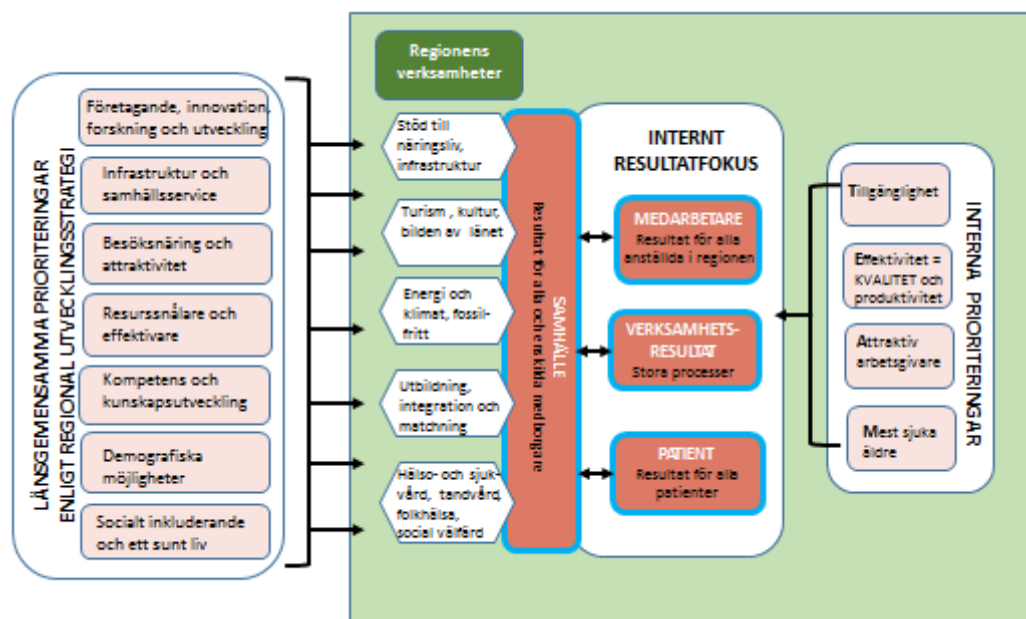 LÄNSGEMENSAMMA PRIORITERINGAR
ENLIGT REGIONAL UTVECKLINGSSTRATEGI
Företagande, innovation,
forskning och utveckling
Infrastruktur och
samhällsservice
Besöksnäring och
attraktivitet
Resurssnålare och
effektivare
Kompetens och
kunskapsutveckling
Demografiska
möjligheter
Socialt inkluderande
och ett sunt liv
Regionens
verksamheter
Stöd till
näringsliv,
infrastruktur
Turism , kultur,
bilden av länet
Energi och
klimat, fossil-
fritt
Utbildning,
integration och
matchning
Hälso- och sjuk-
vård, tandvård,
folkhälsa,
social välfärd
SAMHÄLLE
Resultat för alla och enskilda medborgare
INTERNT
RESULTATFOKUS
MEDARBETARE
Resultat för alla
anställda i regionen
VERKSAMHETS-
RESULTAT
Stora processer
PATIENT
Resultat för alla
patienter
Tillgänglighet
Effektivitet =
KVALITET och
produktivitet
Attraktiv
arbetsgivare
Mest sjuka
äldre
INTERNA PRIORITERINGAR